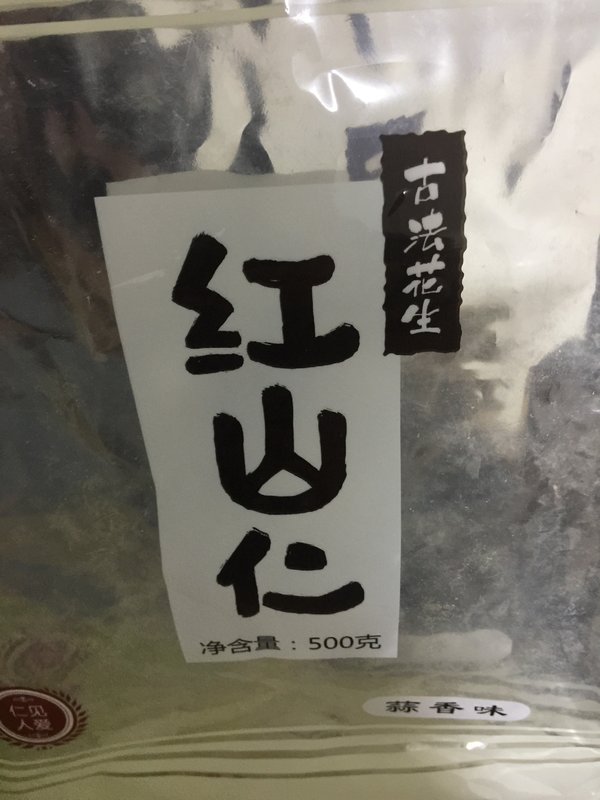 古法花生
红山仁
净含量：500克
蒜香味
仁见
人爱